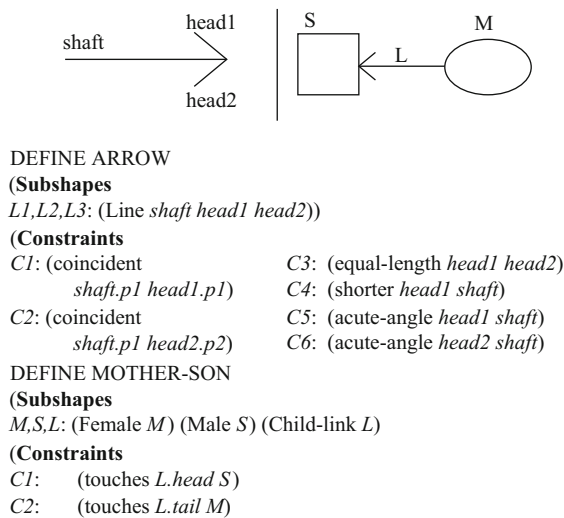 shaft
head1
head2
S
L
M
DEFINE ARROW
(Subshapes
L1,L2,L3: (Line shaft head1 head2))
(Constraints
C1: (coincident
shaft.p1 head1.p1)
C2: (coincident
shaft.p1 head2.p2)
C3: (equal-length head1 head2)
C4: (shorter head1 shaft)
C5: (acute-angle head1 shaft)
C6: (acute-angle head2 shaft)
DEFINE MOTHER-SON
(Subshapes
M,S,L: (Female M) (Male S) (Child-link L)
(Constraints
C1: (touches L.head S)
C2: (touches L.tail M)